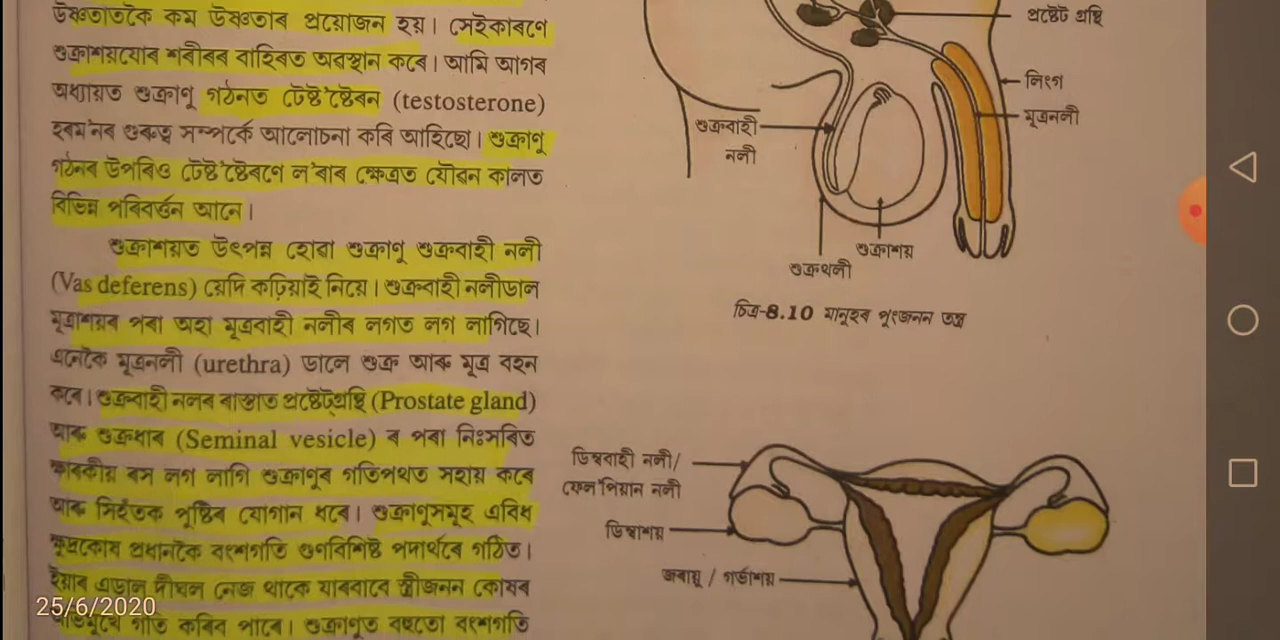 উষ্ণতাতকৈ কম উষ্ণতাৰ প্ৰয়োজন হয়। সেইকাৰণে
শুক্ৰাশয়যোৰ শৰীৰৰ বাহিৰত অৱস্থান কৰে। আমি আগৰ
অধ্যায়ত শুক্ৰাণু গঠনত টেষ্ট'ষ্টেৰন (testosterone)
হৰম'নৰ গুৰুত্ব সম্পৰ্কে আলোচনা কৰি আহিছো। শুক্ৰাণু
গঠনৰ উপৰিও টেষ্ট'ষ্টেৰণে ল'ৰাৰ ক্ষেত্ৰত যৌৱন কালত
বিভিন্ন পৰিবৰ্ত্তন আনে।
শুক্ৰাশয়ত উৎপন্ন হোৱা শুক্ৰাণু শুক্ৰবাহী নলী
(Vas deferens) য়েদি কঢ়িয়াই নিয়ে। শুক্ৰবাহী নলীডাল
মূত্ৰাশয়ৰ পৰা অহা মূত্ৰবাহী নলীৰ লগত লগ লাগিছে।
এনেকৈ মূত্ৰনলী (urethra) ডালে শুক্ৰ আৰু মূত্ৰ বহন
কৰে। শুক্ৰবাহী নলৰ ৰাস্তাত প্ৰষ্টেট্গ্ৰন্থি (Prostate gland)
আৰু শুক্ৰধাৰ (Seminal vesicle) ৰ পৰা নিঃসৰিত
ক্ষাৰকীয় ৰস লগ লাগি শুক্ৰাণুৰ গতিপথত সহায় কৰে
আৰু সিহঁতক পুষ্টিৰ যোগান ধৰে। শুক্ৰাণুসমূহ এবিধ
ক্ষুদ্ৰকোষ প্ৰধানকৈ বংশগতি গুণবিশিষ্ট পদাৰ্থৰে গঠিত।
ইয়াৰ এডাল দীঘল নেজ থাকে যাৰবাবে স্ত্ৰীজনন কোষৰ
অভিমুখে গতি কৰিব পাৰে। শুক্ৰাণুত বহুতো বংশগতি
25/6/2020
প্ৰষ্টেট গ্ৰন্থি
লিংগ
মূত্ৰনলী
শুক্ৰবাহী
নলী
শুক্ৰাশয়
শুক্ৰথলী
চিত্ৰ-8.10 মানুহৰ পুংজনন তন্ত্ৰ
ডিম্ববাহী নলী/
ফেল'পিয়ান নলী
ডিম্বাশয়
জৰায়ু / গৰ্ভাশয়